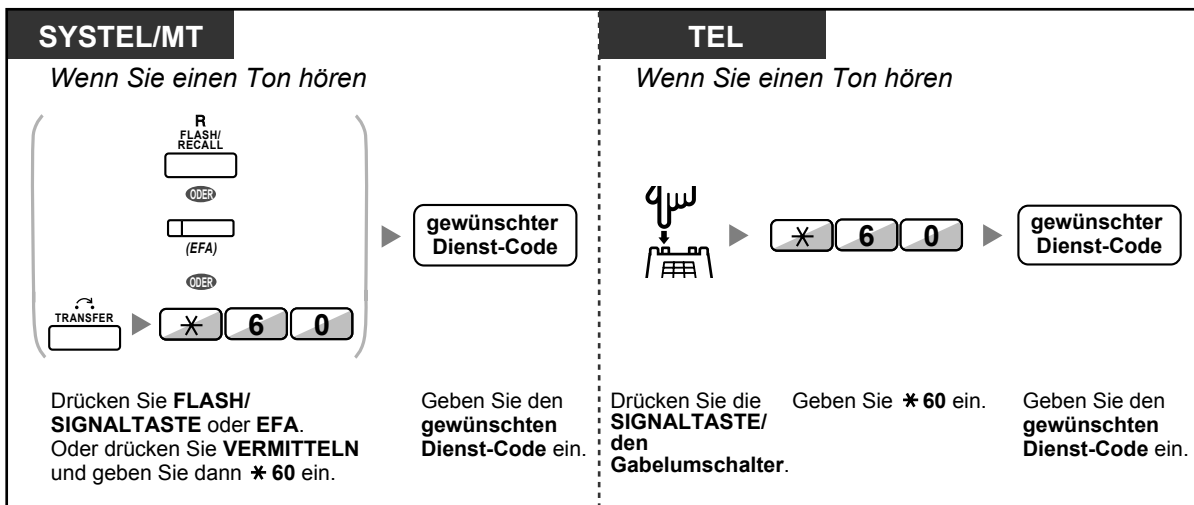 SYSTEL/MT
Wenn Sie einen Ton hören
R
FLASH/
RECALL
ODER
(EFA)
ODER
TRANSFER
* 6 0
gewünschter
Dienst-Code
Drücken Sie FLASH/
SIGNALTASTE oder EFA.
Oder drücken Sie VERMITTELN
und geben Sie dann * 60 ein.
Geben Sie den
gewünschten
Dienst-Code ein.
TEL
Wenn Sie einen Ton hören
* 6 0
gewünschter
Dienst-Code
Drücken Sie die
SIGNALTASTE/
den
Gabelumschalter.
Geben Sie * 60 ein.
Geben Sie den
gewünschten
Dienst-Code ein.